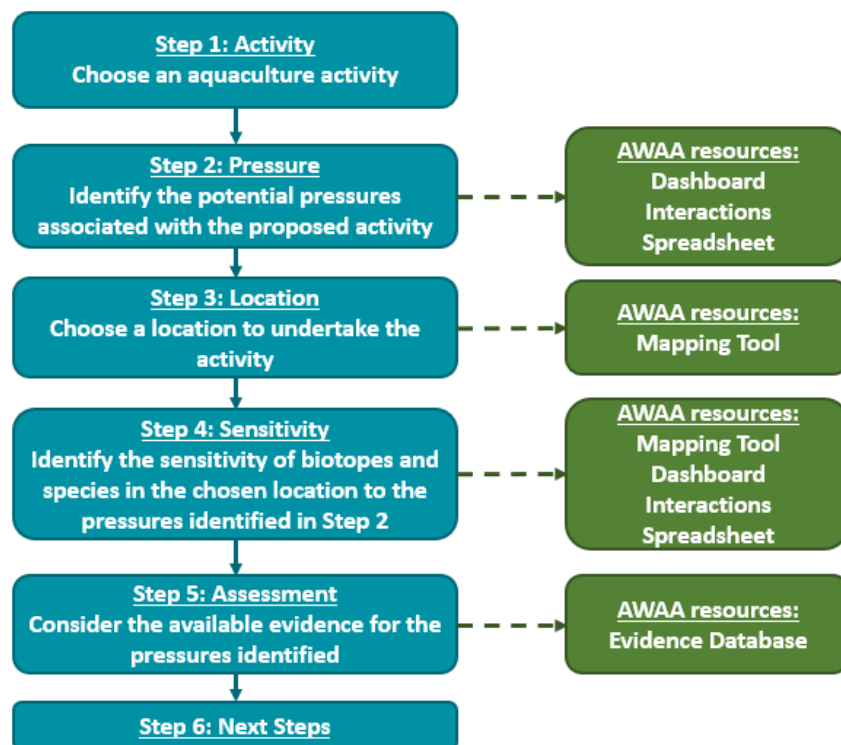 Step 1: Activity
Choose an aquaculture activity
Step 2: Pressure
Identify the potential pressures
associated with the proposed activity
AWAA resources:
Dashboard
Interactions
Spreadsheet
Step 3: Location
Choose a location to undertake the
activity
AWAA resources:
Mapping Tool
Step 4: Sensitivity
Identify the sensitivity of biotopes and
species in the chosen location to the
pressures identified in Step 2
AWAA resources:
Mapping Tool
Dashboard
Interactions
Spreadsheet
Step 5: Assessment
Consider the available evidence for the
pressures identified
AWAA resources:
Evidence Database
Step 6: Next Steps